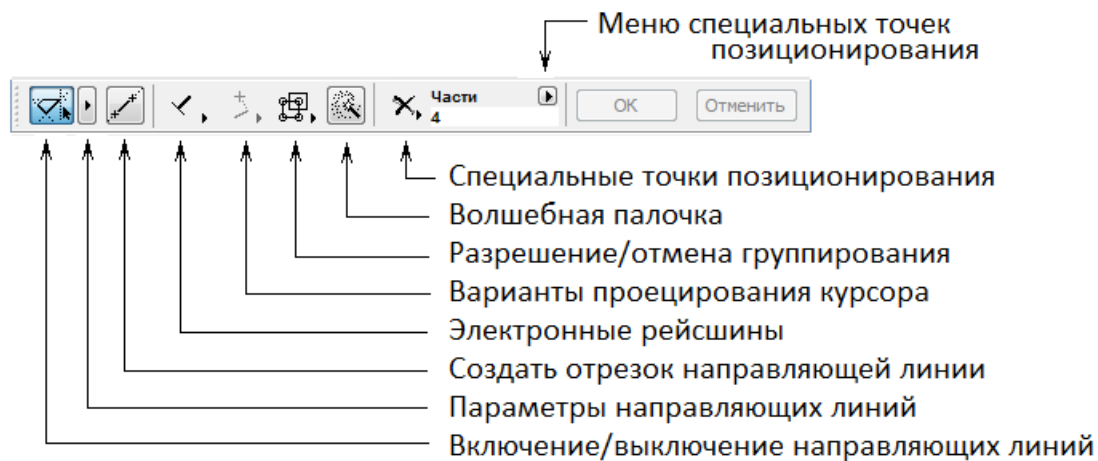 Меню специальных точек
позиционирования
Части
4
ОК
Отменить
Специальные точки позиционирования
Волшебная палочка
Разрешение/отмена группирования
Варианты проецирования курсора
Электронные рейсшины
Создать отрезок направляющей линии
Параметры направляющих линий
Включение/выключение направляющих линий